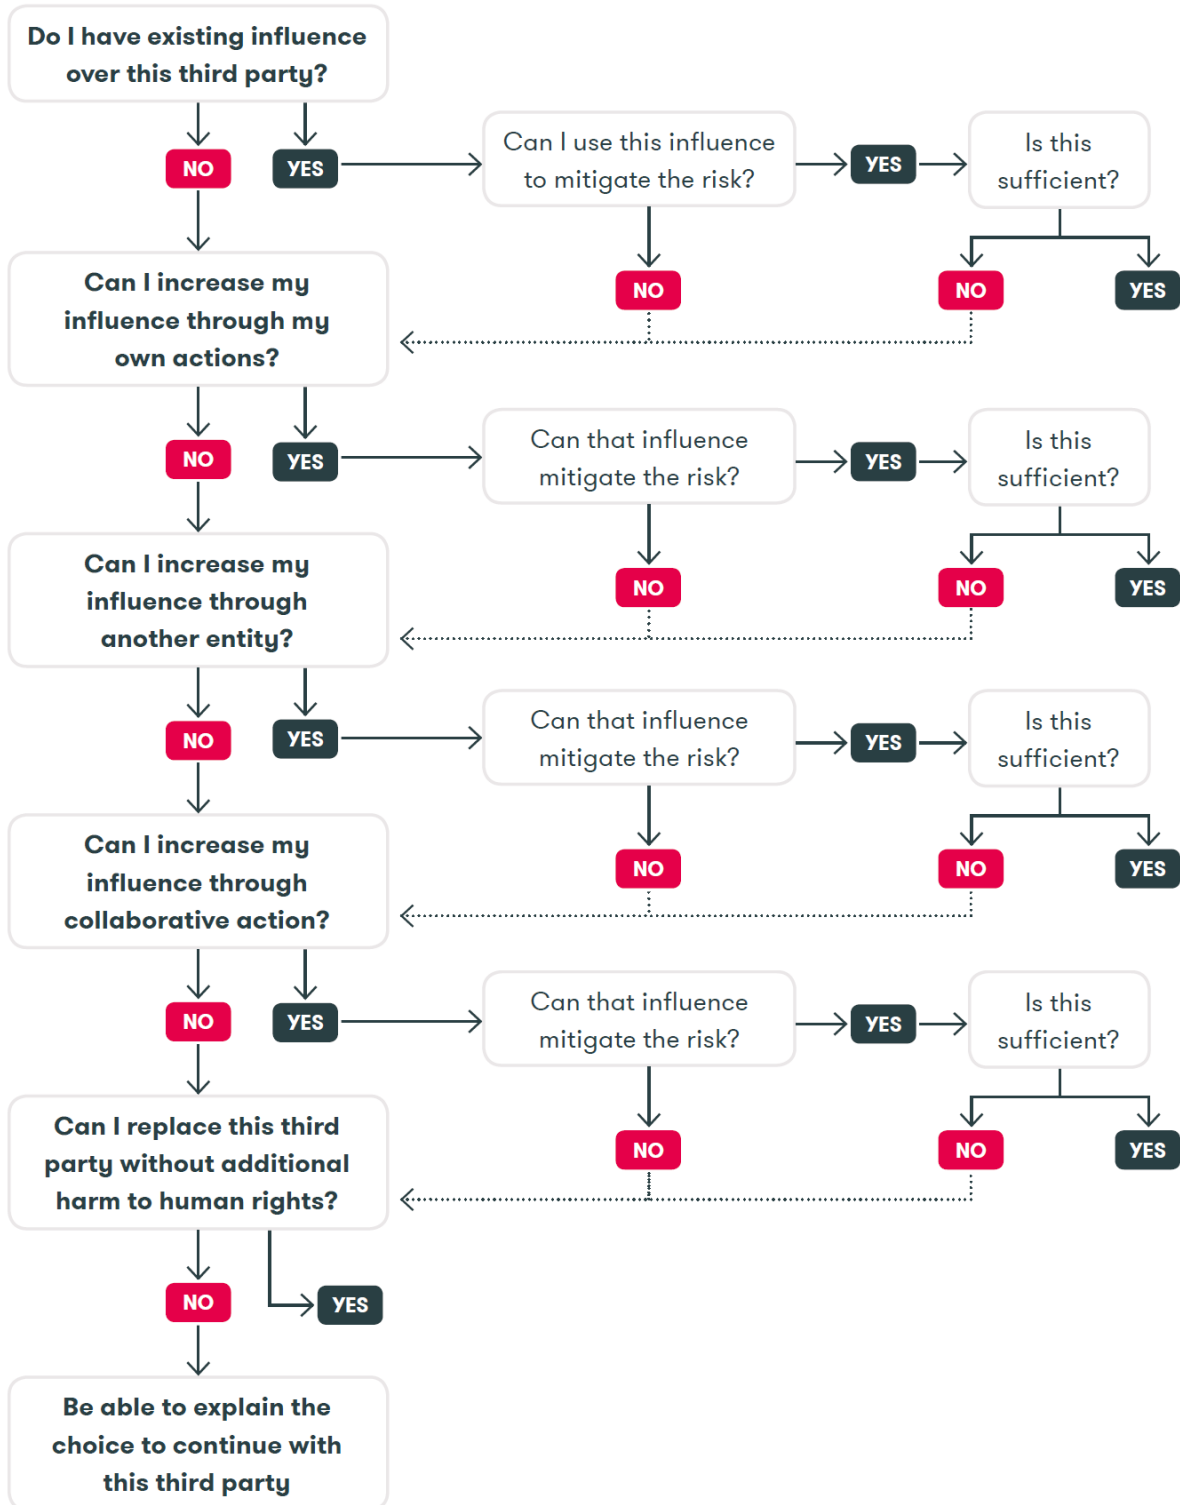 Do I have existing influence
over this third party?
NO
YES
Can I use this influence
to mitigate the risk?
YES
Is this
sufficient?
NO
NO
YES
Can I increase my
influence through my
own actions?
NO
YES
Can that influence
mitigate the risk?
YES
Is this
sufficient?
NO
NO
YES
Can I increase my
influence through
another entity?
NO
YES
Can that influence
mitigate the risk?
YES
Is this
sufficient?
NO
NO
YES
Can I increase my
influence through
collaborative action?
NO
YES
Can that influence
mitigate the risk?
YES
Is this
sufficient?
NO
NO
YES
Can I replace this third
party without additional
harm to human rights?
NO
YES
Be able to explain the
choice to continue with
this third party